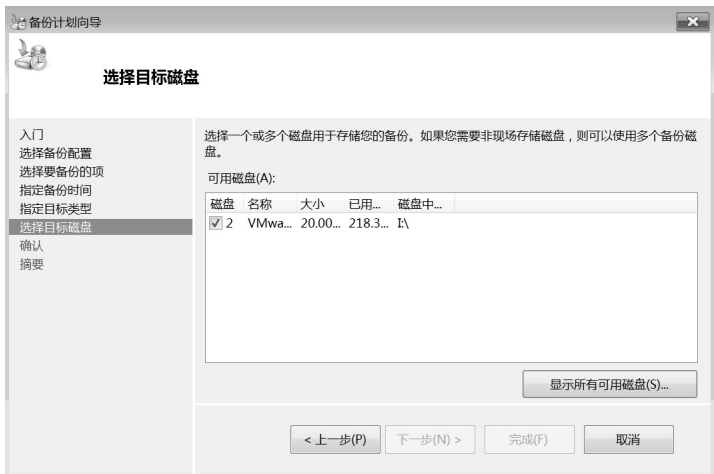 备份计划向导
选择目标磁盘
入门
选择备份配置
选择要备份的项
指定备份时间
指定目标类型
选择目标磁盘
确认
摘要
选择一个或多个磁盘用于存储您的备份。如果您需要非现场存储磁盘，则可以使用多个备份磁
盘。
可用磁盘(A):
磁盘 名称 大小 已用... 磁盘中...
2 VMwa... 20.00... 218.3... I:\
显示所有可用磁盘(S)...
< 上一步(P) 下一步(N) > 完成(F) 取消